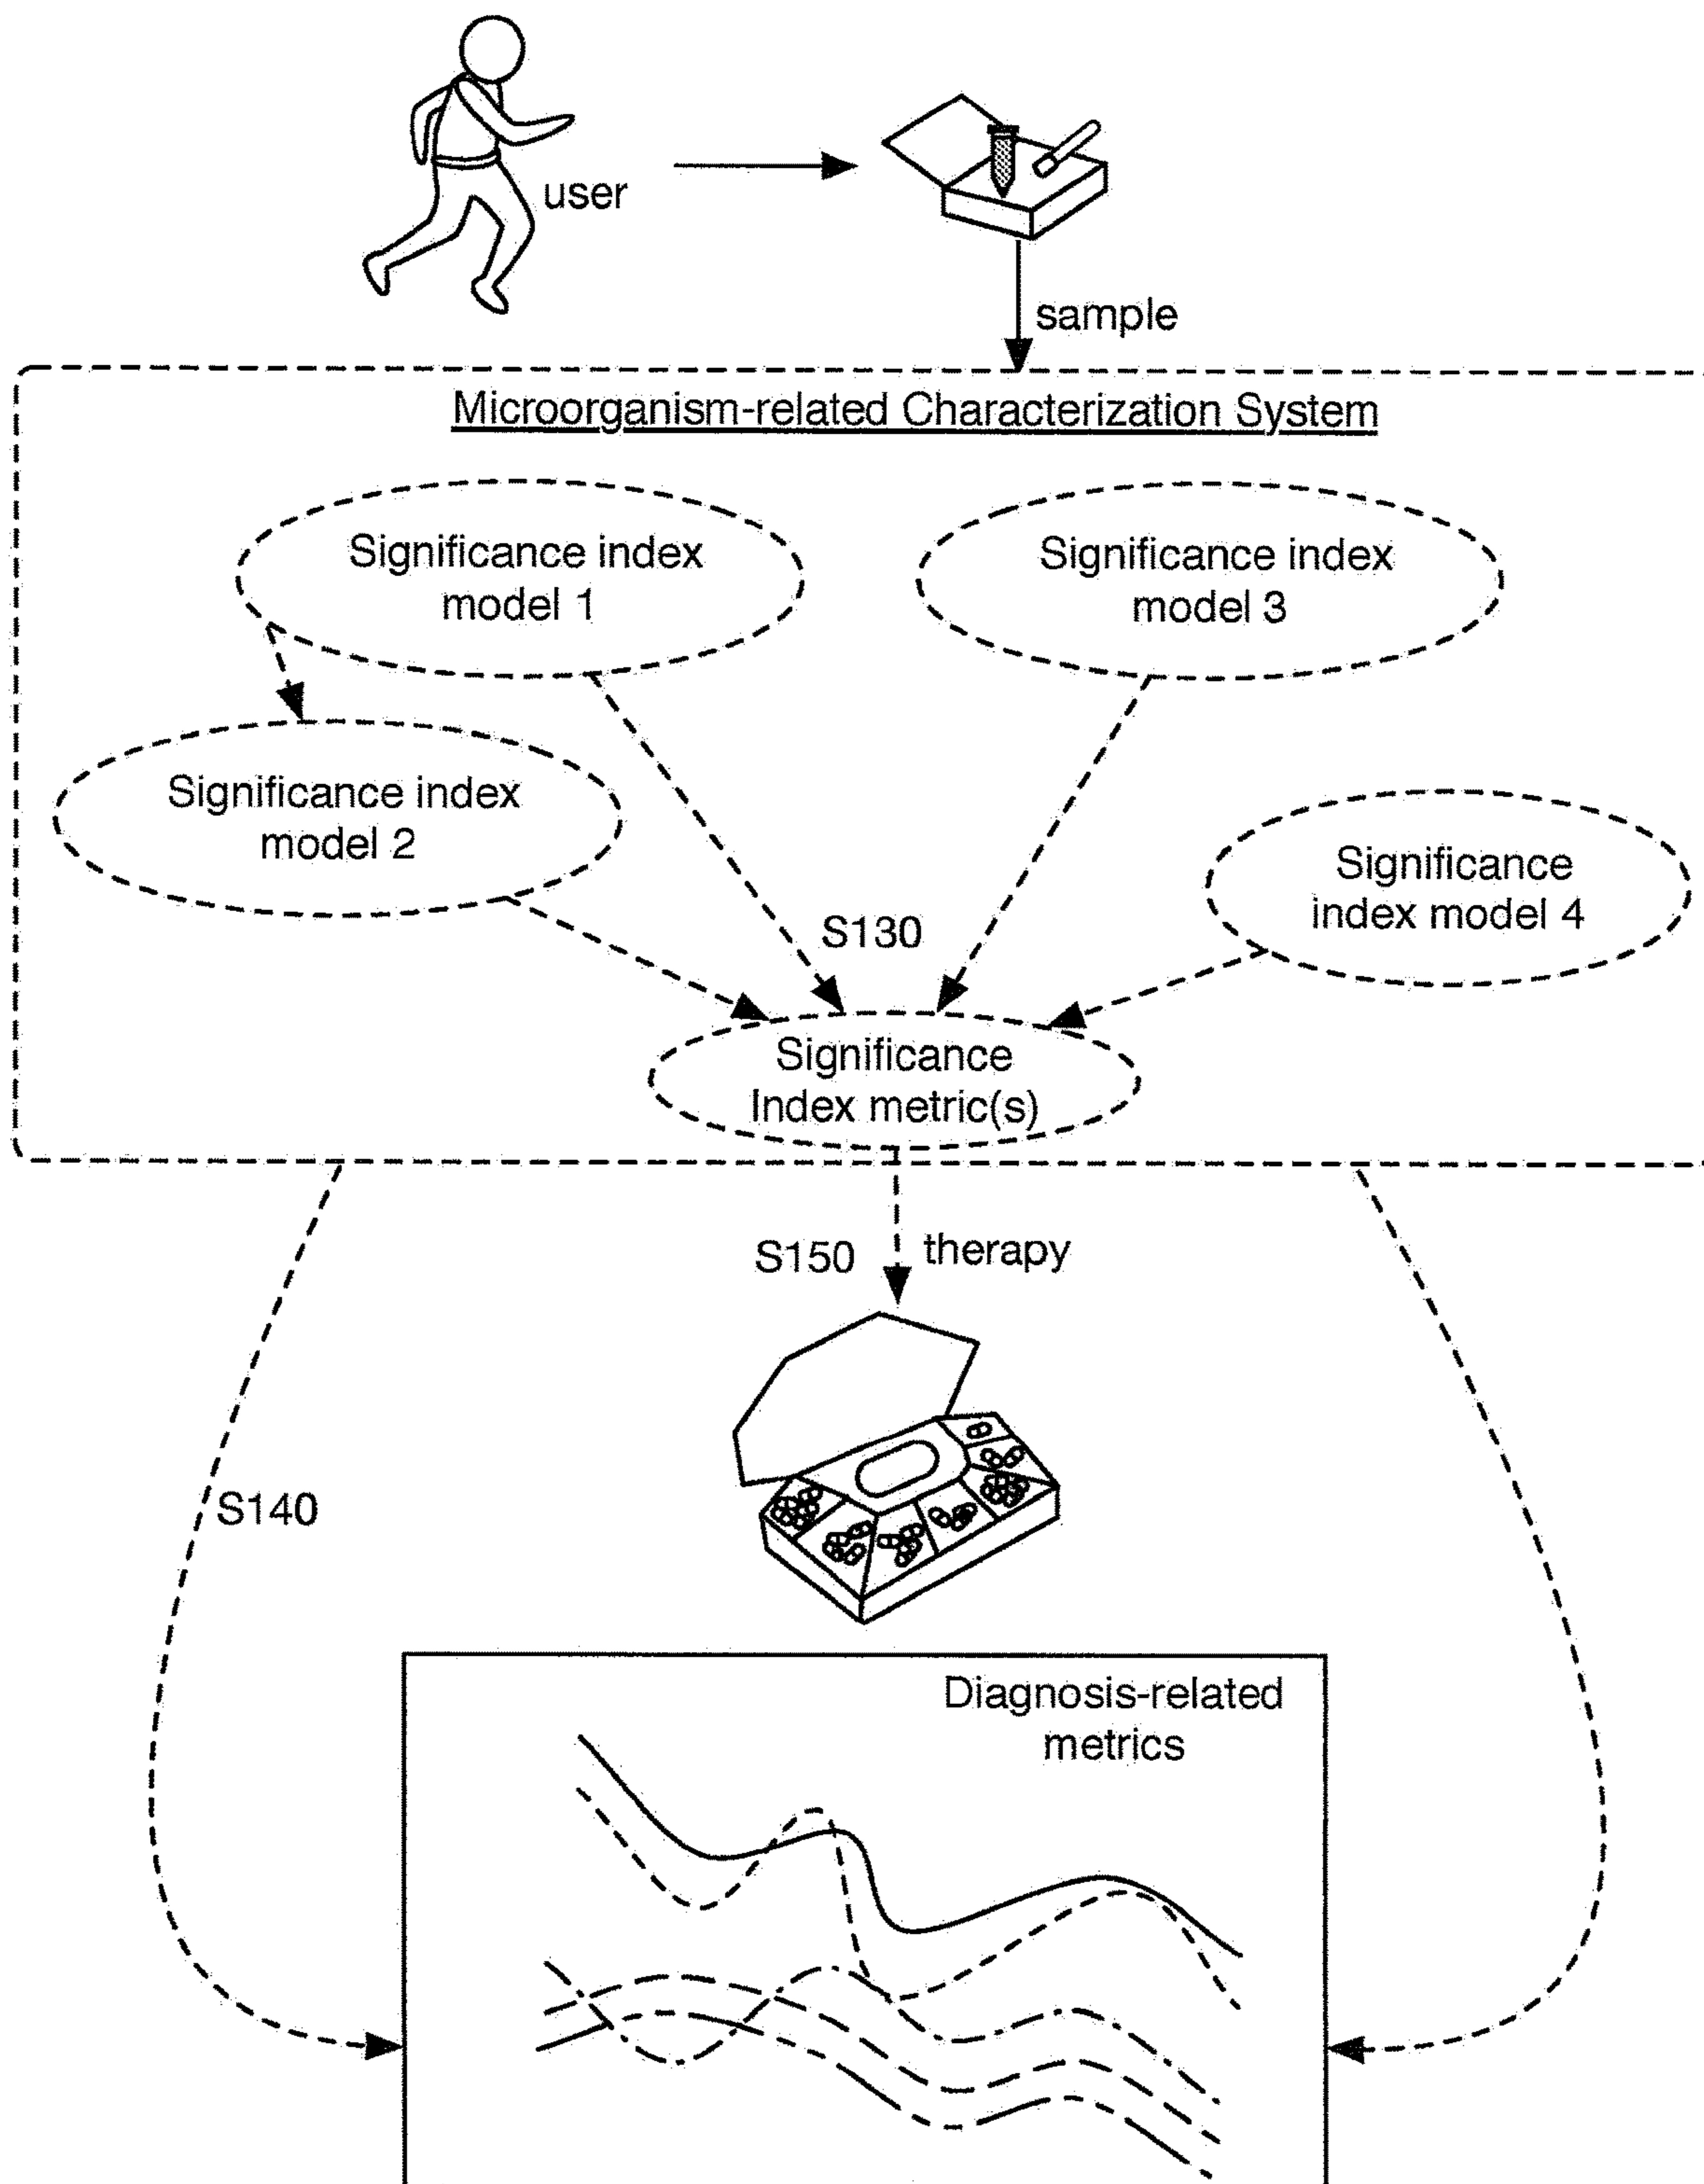 user
sample
Microorganism-related Characterization System
Significance index
model 1
Significance index
model 3
Significance index
model 2
Significance
index model 4
S130
Significance
Index metric(s)
S150
therapy
S140
Diagnosis-related
metrics